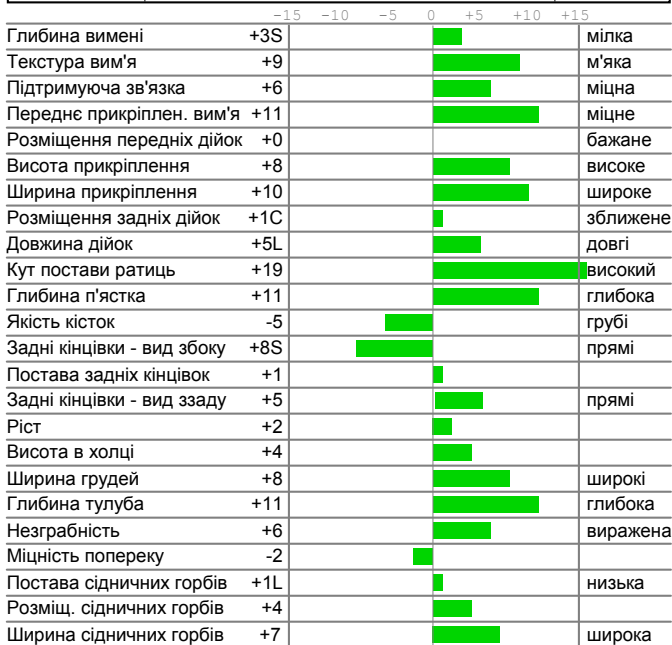 -15 -10 -5 0 +5 +10 +15
Глибина вимені +3S мілка
Текстура вим'я +9 м'яка
Підтримуюча зв'язка +6 міцна
Переднє прикріплен. вим'я +11 міцне
Розміщення передніх дійок +0 бажане
Висота прикріплення +8 високе
Ширина прикріплення +10 широке
Розміщення задніх дійок +1C зближене
Довжина дійок +5L довгі
Кут постави ратиць +19 високий
Глибина п'ястка +11 глибока
Якість кісток -5 грубі
Задні кінцівки - вид збоку +8S прямі
Постава задніх кінцівок +1
Задні кінцівки - вид ззаду +5 прямі
Ріст +2
Висота в холці +4
Ширина грудей +8 широкі
Глибина тулуба +11 глибока
Незграбність +6 виражена
Міцність попереку -2
Постава сідничних горбів +1L низька
Розміщ. сідничних горбів +4
Ширина сідничних горбів +7 широка